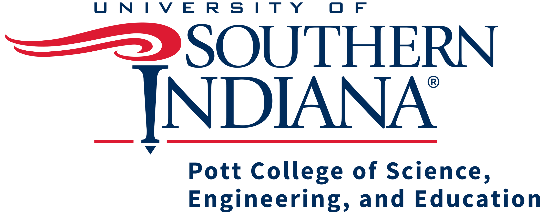 UNIVERSITY OF
SOUTHERN
INDIANA®
Pott College of Science,
Engineering, and Education